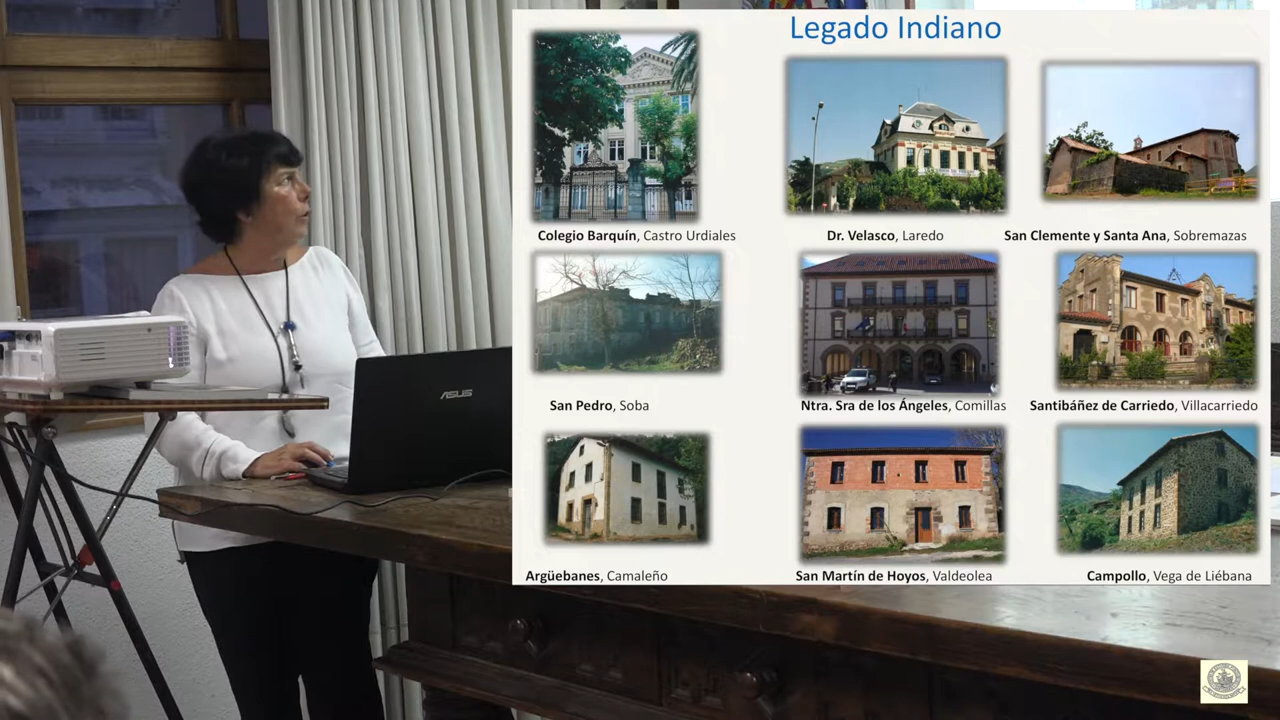 Legado Indiano
Colegio Barquín, Castro Urdiales
Dr. Velasco, Laredo
San Clemente y Santa Ana, Sobremazas
San Pedro, Soba
Ntra. Sra de los Ángeles, Comillas
Santibáñez de Carriedo, Villacarriedo
Argüebanes, Camaleño
San Martín de Hoyos, Valdeolea
Campollo, Vega de Liébana
ASUS